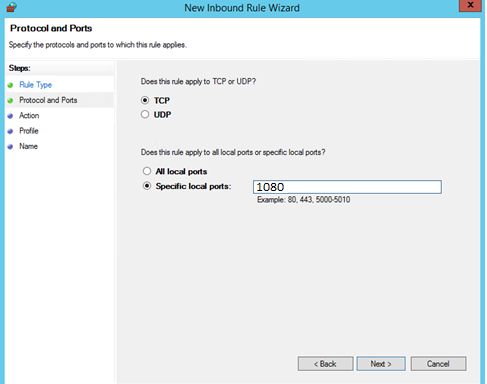 New Inbound Rule Wizard
x
Protocol and Ports
Specify the protocols and ports to which this rule applies.
Steps:
Rule Type
Protocol and Ports
Action
Profile
Name
Does this rule apply to TCP or UDP?
TCP
UDP
Does this rule apply to all local ports or specific local ports?
All local ports
Specific local ports: 1080
Example: 80, 443, 5000-5010
< Back Next > Cancel